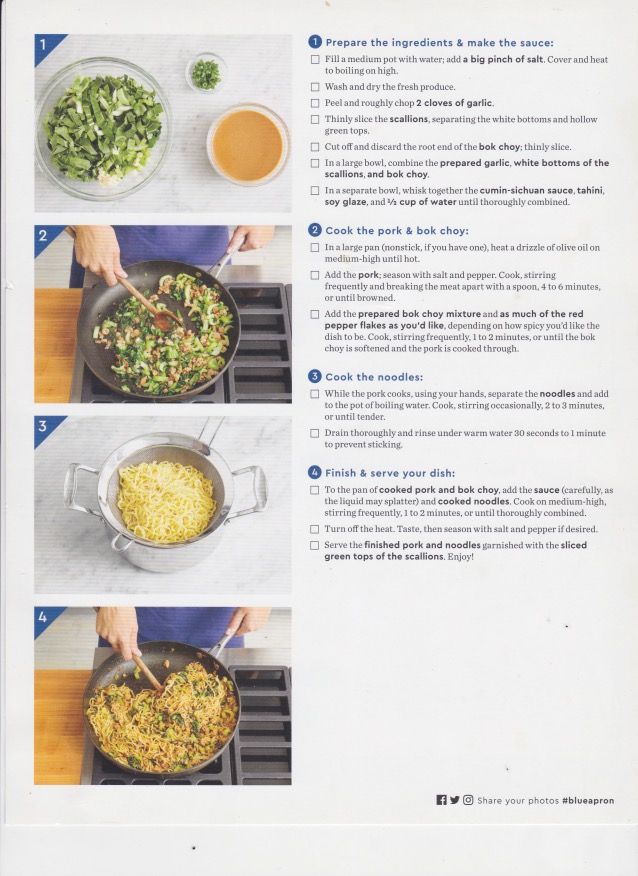 1
1 Prepare the ingredients & make the sauce:
Fill a medium pot with water; add a big pinch of salt. Cover and heat
to boiling on high.
Wash and dry the fresh produce.
Peel and roughly chop 2 cloves of garlic.
Thinly slice the scallions, separating the white bottoms and hollow
green tops.
Cut off and discard the root end of the bok choy; thinly slice.
In a large bowl, combine the prepared garlic, white bottoms of the
scallions, and bok choy.
In a separate bowl, whisk together the cumin-sichuan sauce, tahini,
soy glaze, and ⅓ cup of water until thoroughly combined.
2
2 Cook the pork & bok choy:
In a large pan (nonstick, if you have one), heat a drizzle of olive oil on
medium-high until hot.
Add the pork; season with salt and pepper. Cook, stirring
frequently and breaking the meat apart with a spoon, 4 to 6 minutes,
or until browned.
Add the prepared bok choy mixture and as much of the red
pepper flakes as you'd like, depending on how spicy you'd like the
dish to be. Cook, stirring frequently, 1 to 2 minutes, or until the bok
choy is softened and the pork is cooked through.
3
3 Cook the noodles:
While the pork cooks, using your hands, separate the noodles and add
to the pot of boiling water. Cook, stirring occasionally, 2 to 3 minutes,
or until tender.
Drain thoroughly and rinse under warm water 30 seconds to 1 minute
to prevent sticking.
4
4 Finish & serve your dish:
To the pan of cooked pork and bok choy, add the sauce (carefully, as
the liquid may splatter) and cooked noodles. Cook on medium-high,
stirring frequently, 1 to 2 minutes, or until thoroughly combined.
Turn off the heat. Taste, then season with salt and pepper if desired.
Serve the finished pork and noodles garnished with the sliced
green tops of the scallions. Enjoy!
Share your photos #blueapron